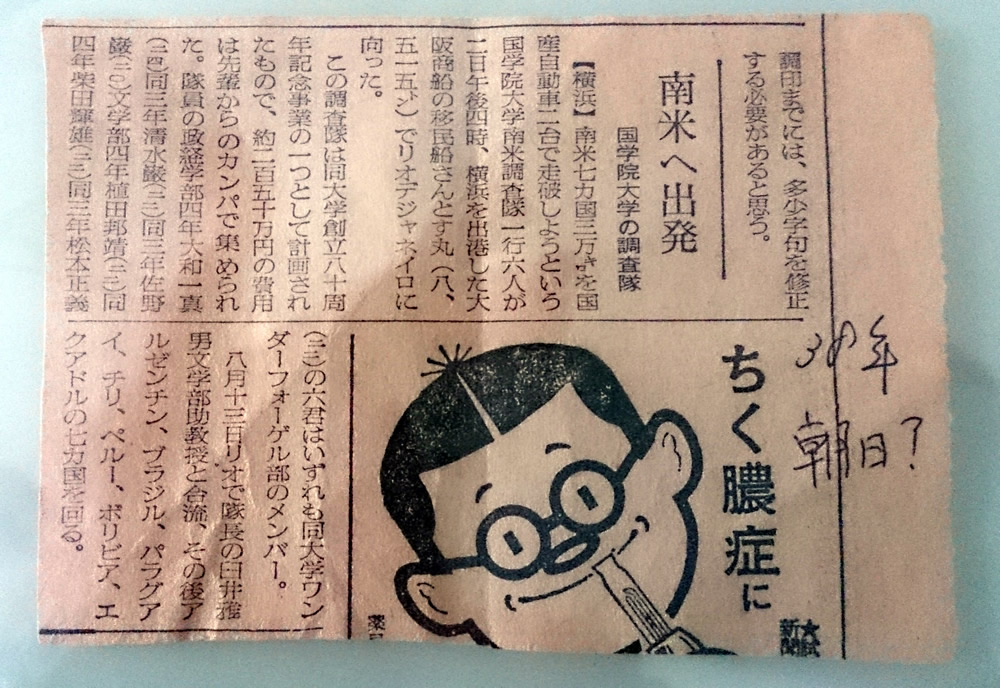 調印までには、多少字句を修正
する必要があると思う。
南米へ出発
国学院大学の調査隊
【横浜】南米七カ国三万㌔を国
産自動車二台で走破しようという
国学院大学南米調査隊一行六人が
二日午後四時、横浜を出港した大
阪商船の移民船さんとす丸（八、
五一五㌧）でリオデジャネイロに
向った。
この調査隊は同大学創立八十周
年記念事業の一つとして計画され
たもので、約二百五十万円の費用
は先輩からのカンパで集められ
た。隊員の政経学部四年大和一真
同三年清水巌 同三年佐野
巌 文学部四年植田邦靖 同
四年柴田輝雄 同三年松本正義
の六君はいずれも同大学ワン
ダーフォーゲル部のメンバー。
八月十三日リオで隊長の臼井雅
男文学部助教授と合流、その後ア
ルゼンチン、ブラジル、パラグア
イ、チリ、ペルー、ボリビア、エ
クアドルの七カ国を回る。
ちく膿症に
年
朝日？